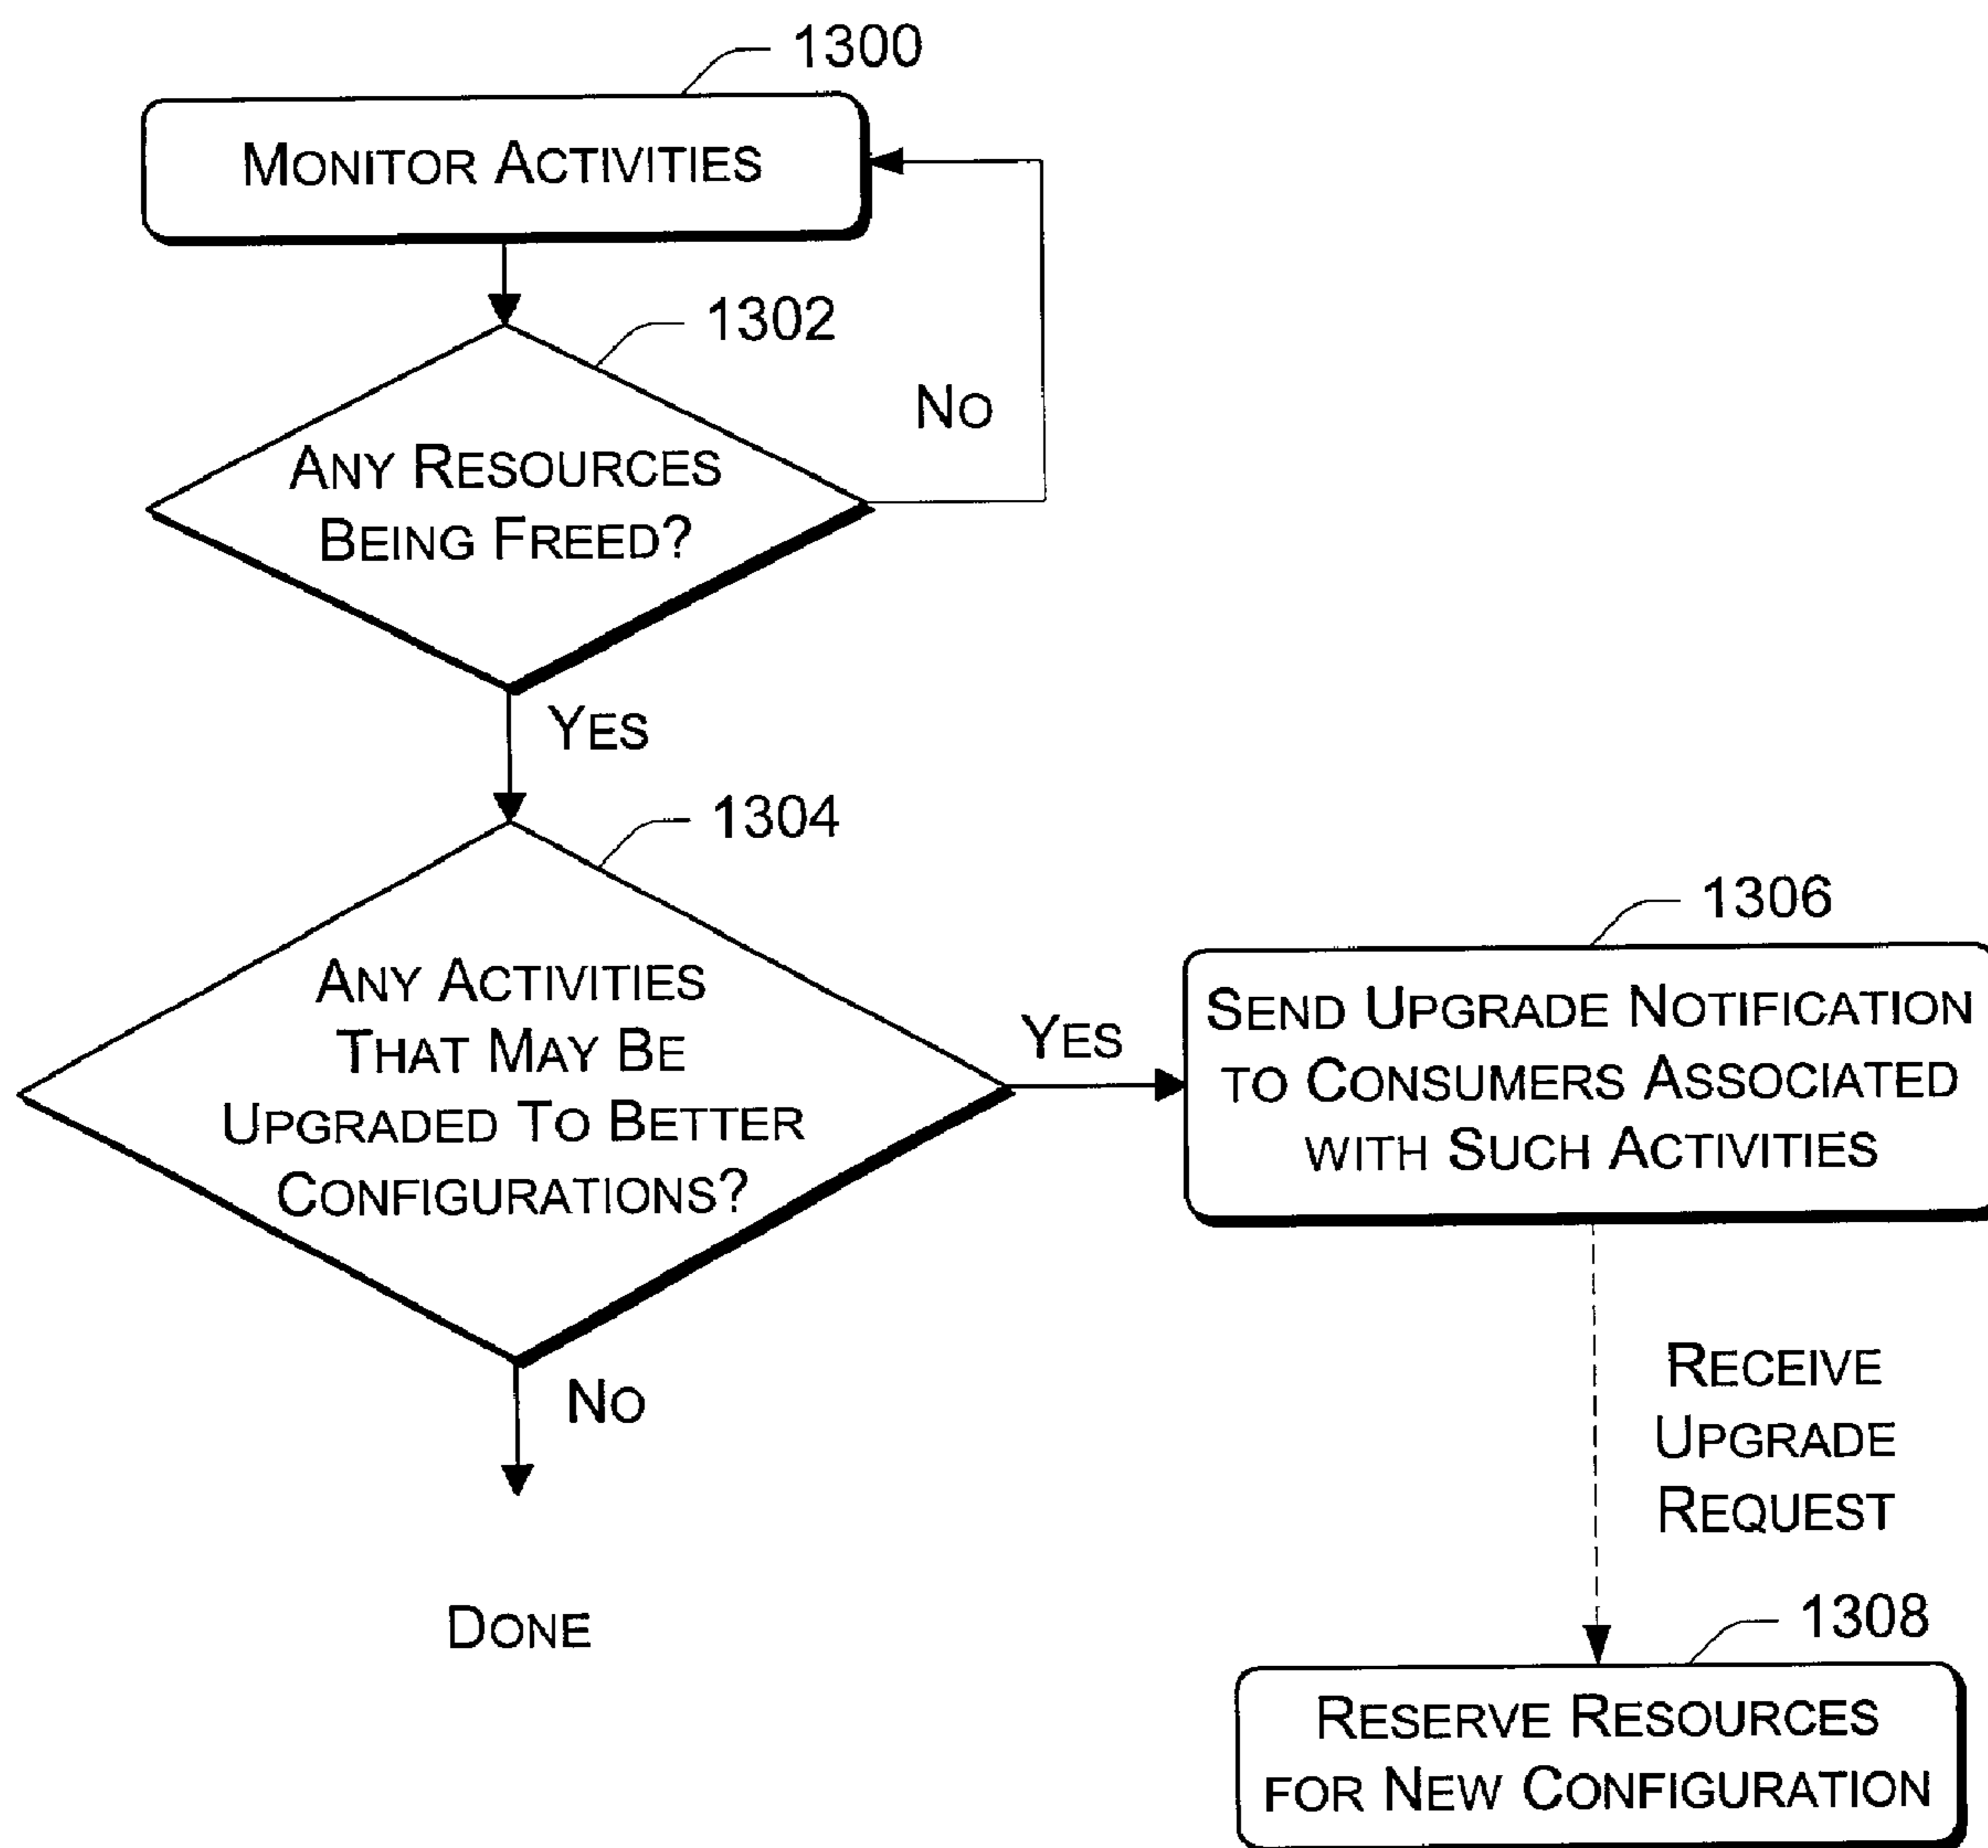 1300
MONITOR ACTIVITIES
1302
NO
ANY RESOURCES
BEING FREED?
YES
1304
ANY ACTIVITIES
THAT MAY BE
UPGRADED TO BETTER
CONFIGURATIONS?
YES
1306
SEND UPGRADE NOTIFICATION
TO CONSUMERS ASSOCIATED
WITH SUCH ACTIVITIES
NO
DONE
RECEIVE
UPGRADE
REQUEST
1308
RESERVE RESOURCES
FOR NEW CONFIGURATION